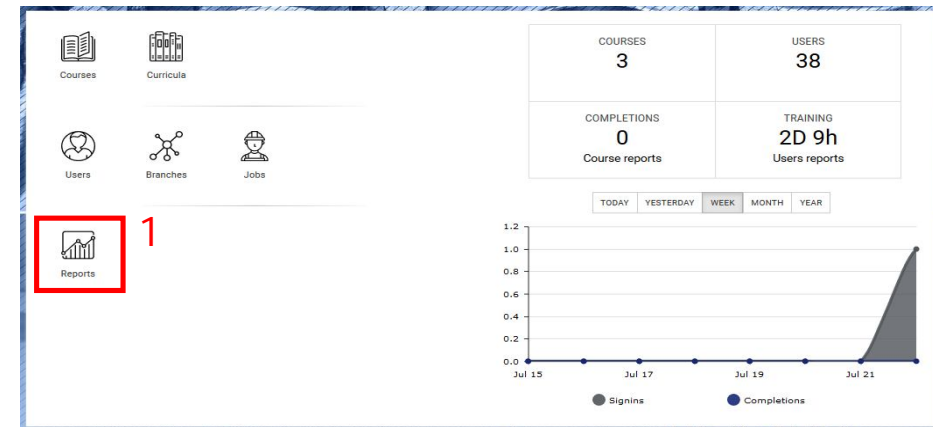 Courses
Curricula
Users
Branches
Jobs
Reports
1
COURSES
3
USERS
38
COMPLETIONS
0
Course reports
TRAINING
2D 9h
Users reports
TODAY YESTERDAY WEEK MONTH YEAR
1.2
1.0
0.8
0.6
0.4
0.2
0.0
Jul 15 Jul 17 Jul 19 Jul 21
Signins Completions